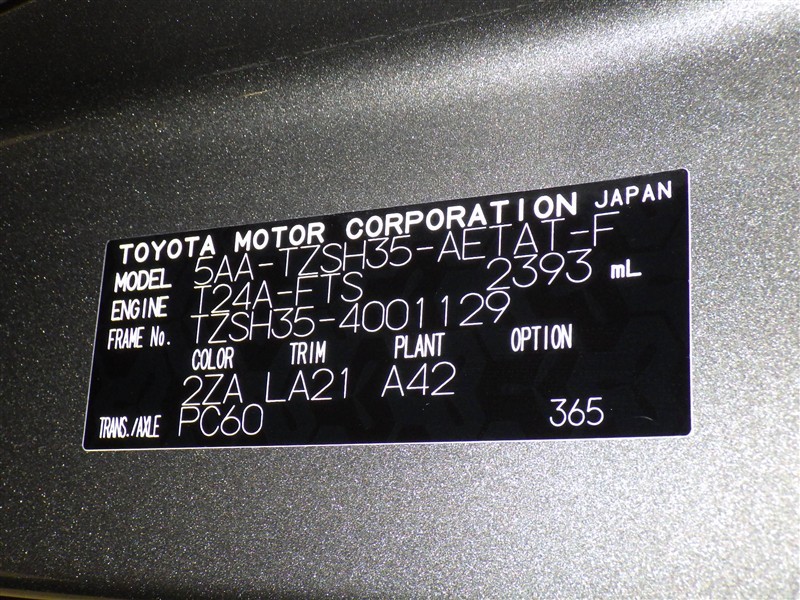 TOYOTA MOTOR CORPORATION JAPAN
MODEL 5AA-TZSH35-AETAT-F
ENGINE T24A-FTS 2393 mL
FRAME No. TZSH35-4001129
COLOR TRIM PLANT OPTION
2ZA LA21 A42
TRANS./AXLE PC60 365